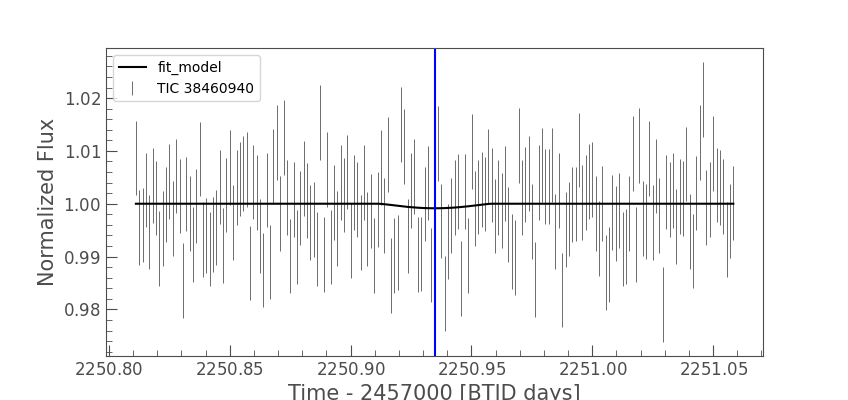 fit_model
TIC 38460940
Normalized Flux
1.02
1.01
1.00
0.99
0.98
2250.80 2250.85 2250.90 2250.95 2251.00 2251.05
Time - 2457000 [BTJD days]